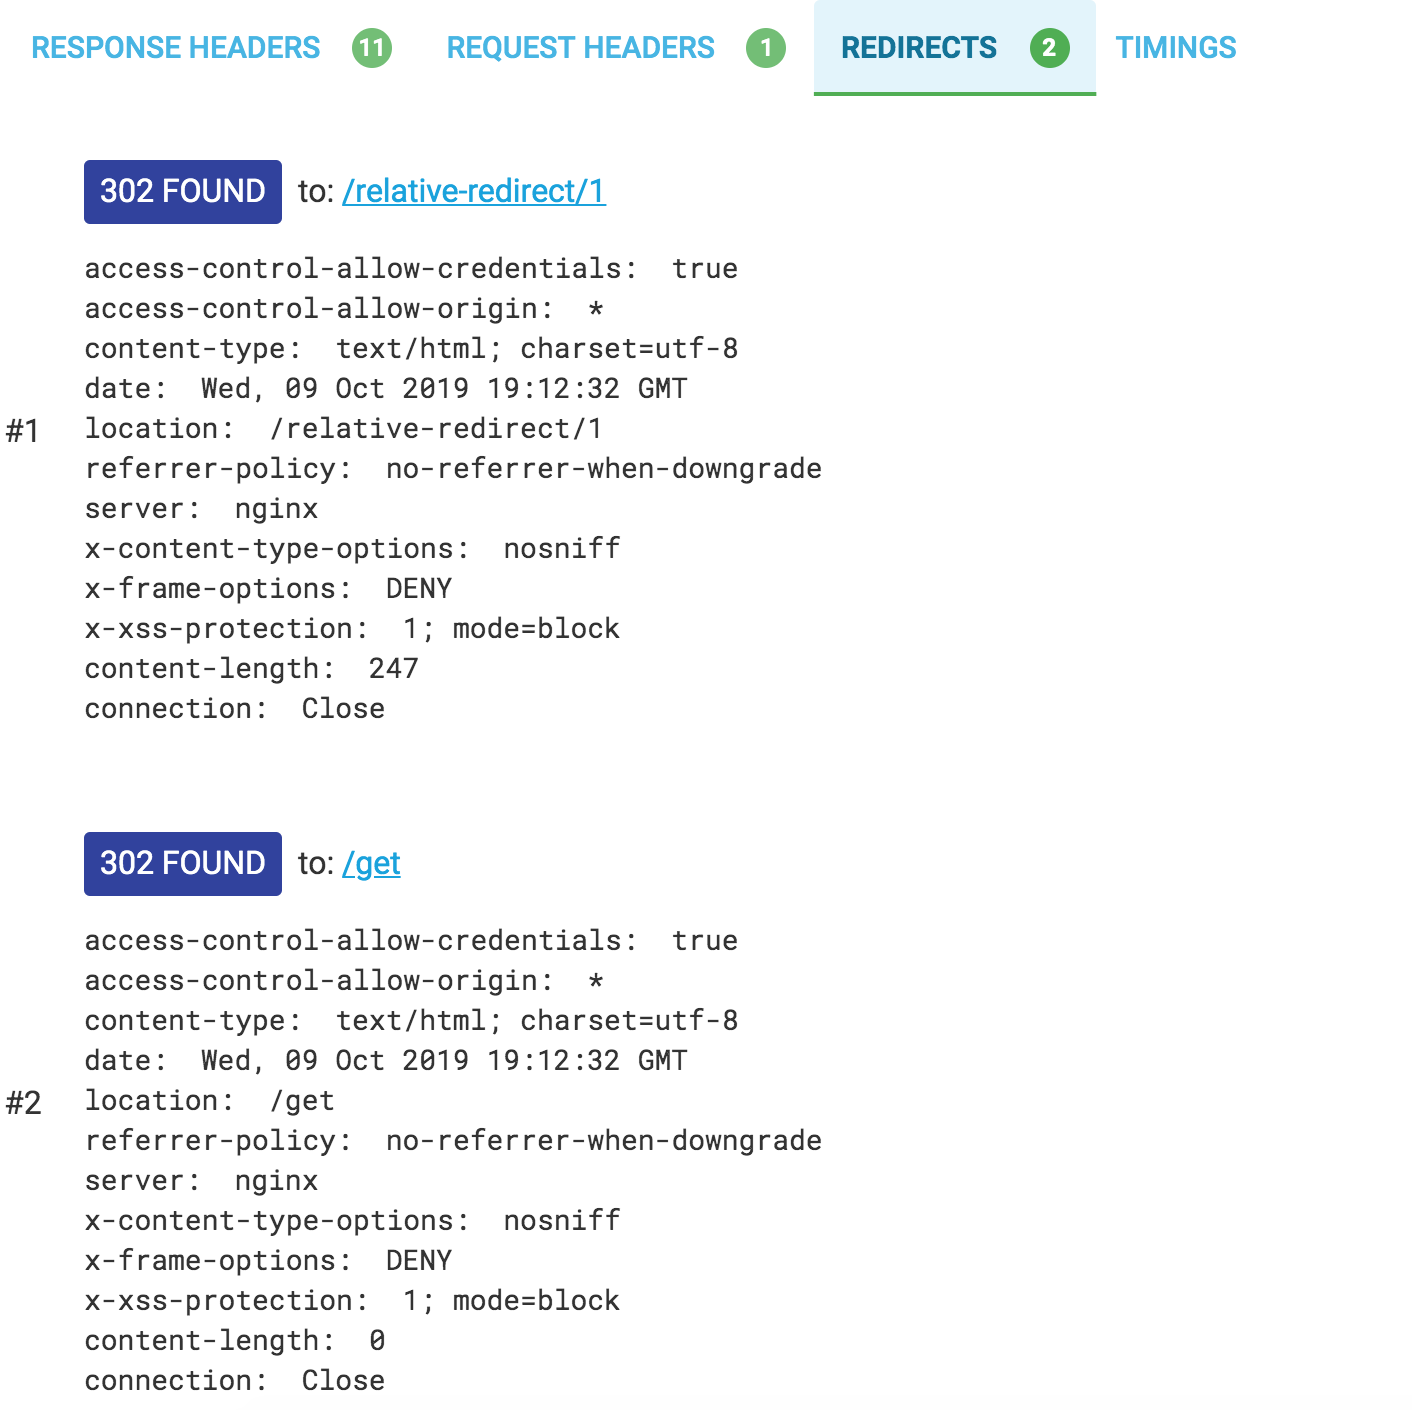 RESPONSE HEADERS 11 REQUEST HEADERS 1 REDIRECTS 2 TIMINGS
302 FOUND to: /relative-redirect/1
access-control-allow-credentials: true
access-control-allow-origin: *
content-type: text/html; charset=utf-8
date: Wed, 09 Oct 2019 19:12:32 GMT
#1 location: /relative-redirect/1
referrer-policy: no-referrer-when-downgrade
server: nginx
x-content-type-options: nosniff
x-frame-options: DENY
x-xss-protection: 1; mode=block
content-length: 247
connection: Close
302 FOUND to: /get
access-control-allow-credentials: true
access-control-allow-origin: *
content-type: text/html; charset=utf-8
date: Wed, 09 Oct 2019 19:12:32 GMT
#2 location: /get
referrer-policy: no-referrer-when-downgrade
server: nginx
x-content-type-options: nosniff
x-frame-options: DENY
x-xss-protection: 1; mode=block
content-length: 0
connection: Close